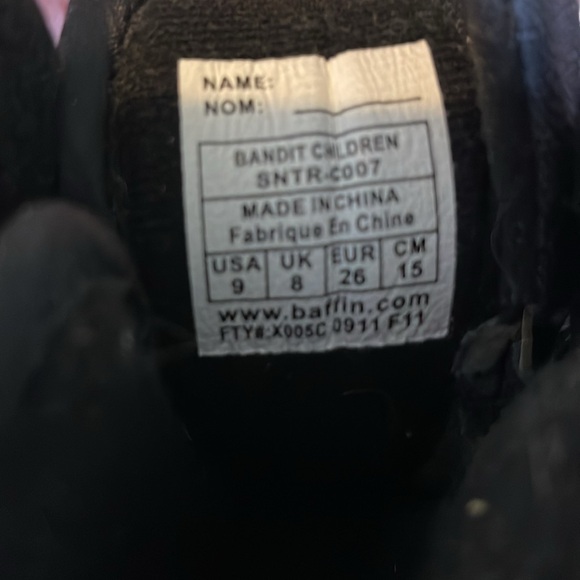 NAME:
NOM:
BANDIT CHILDREN
SNTR-C007
MADE IN CHINA
Fabrique En Chine
USA UK EUR CM
9 8 26 15
www.baffin.com
FTY#:X005C 0911 F11